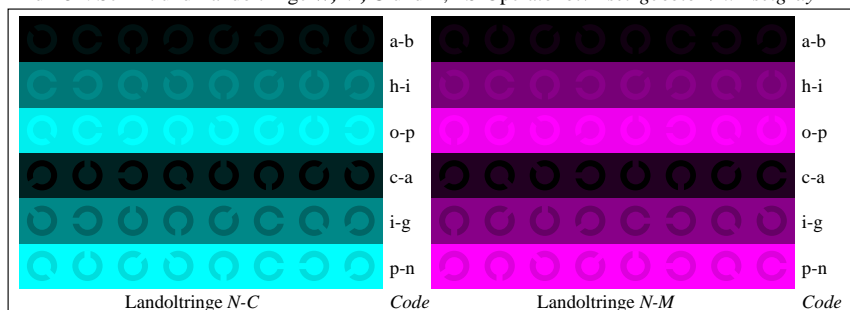 a-b
h-i
o-p
c-a
i-g
p-n
Landoltringe N-C Code
a-b
h-i
o-p
c-a
i-g
p-n
Landoltringe N-M Code